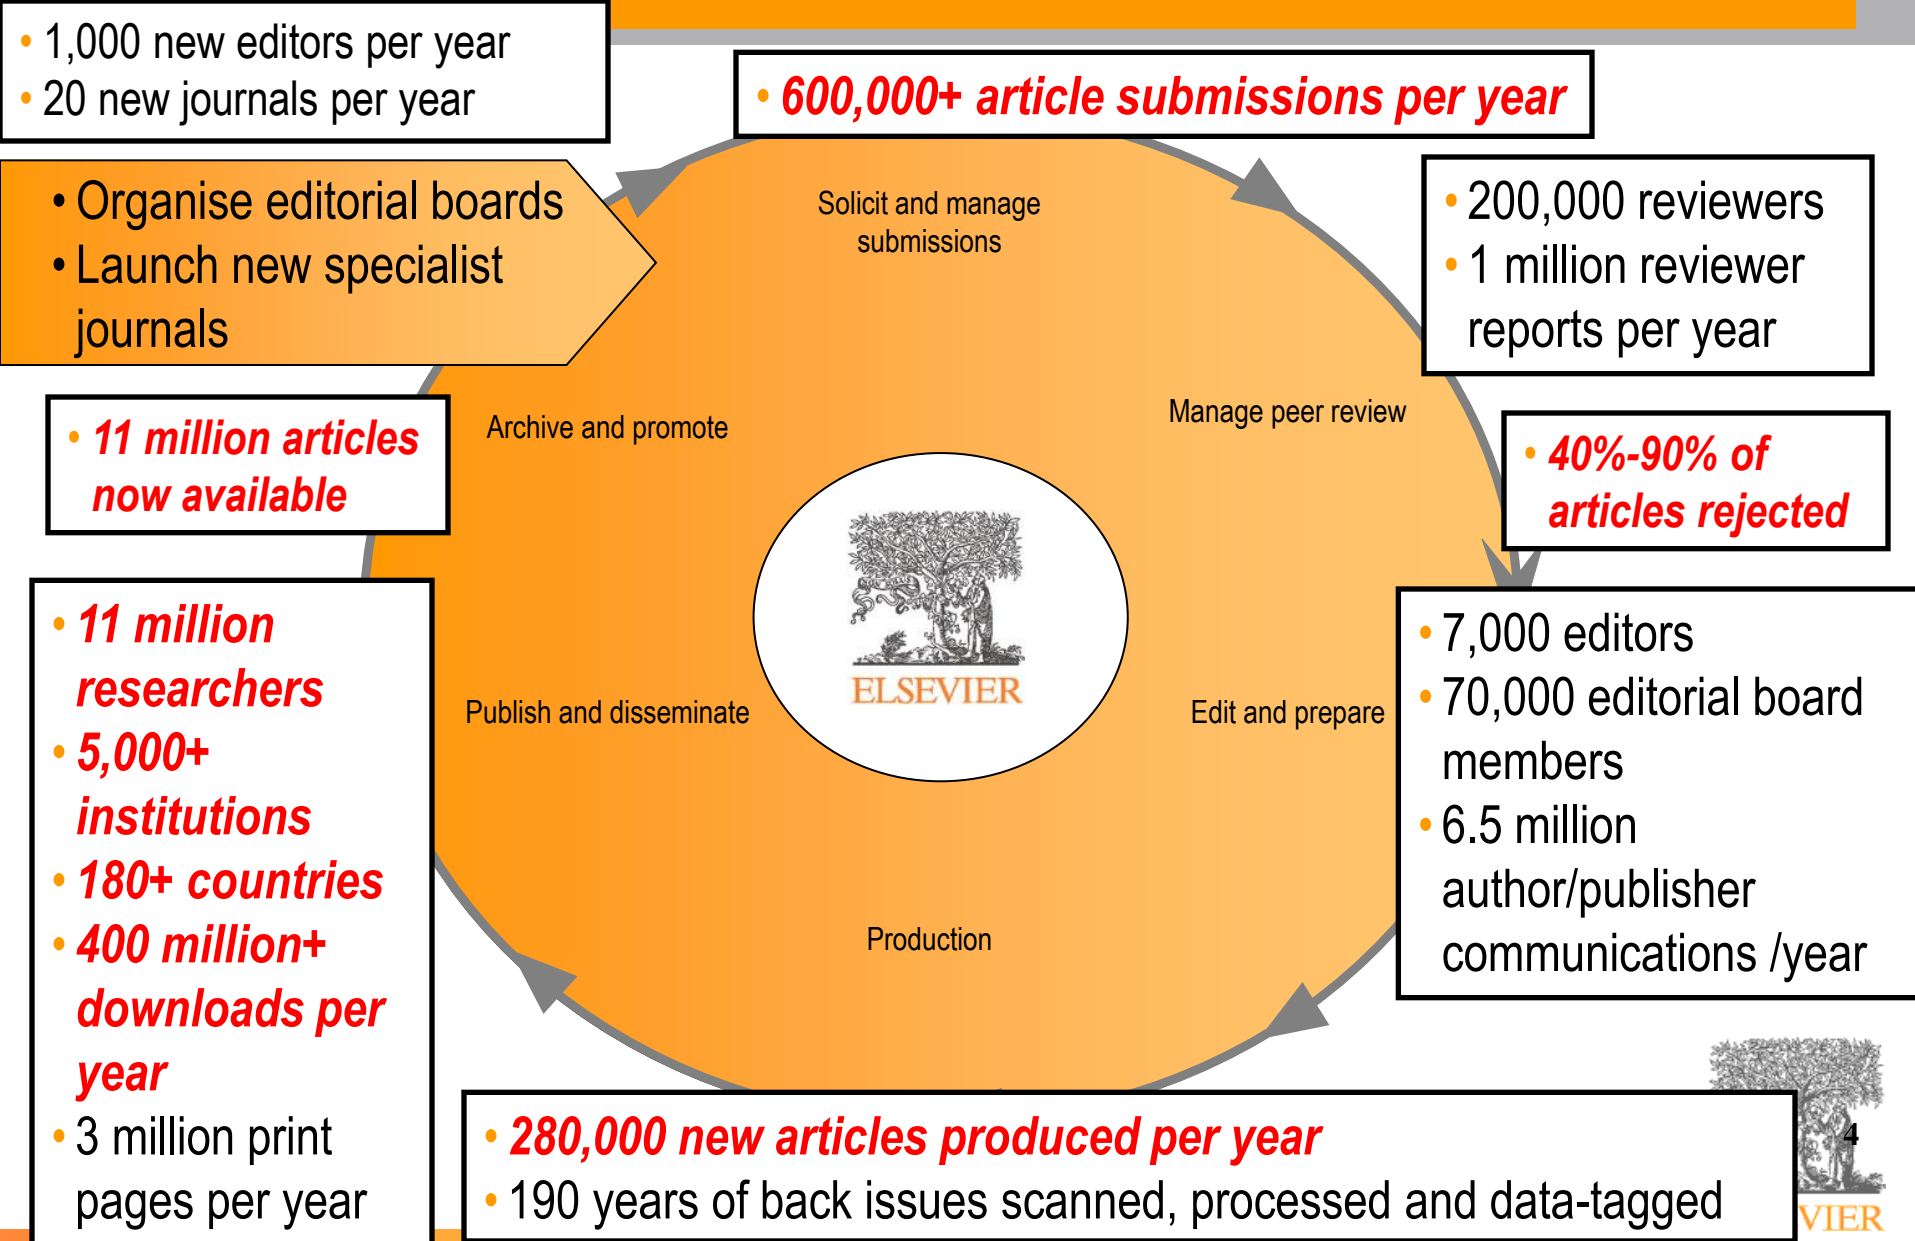 • 1,000 new editors per year
• 20 new journals per year
• 600,000+ article submissions per year
• Organise editorial boards
• Launch new specialist
journals
Solicit and manage
submissions
• 200,000 reviewers
• 1 million reviewer
reports per year
Manage peer review
• 40%-90% of
articles rejected
Archive and promote
• 11 million articles
now available
ELSEVIER
Edit and prepare
• 7,000 editors
• 70,000 editorial board
members
• 6.5 million
author/publisher
communications /year
Publish and disseminate
• 11 million
researchers
• 5,000+
institutions
• 180+ countries
• 400 million+
downloads per
year
• 3 million print
pages per year
Production
• 280,000 new articles produced per year
• 190 years of back issues scanned, processed and data-tagged
4
VIER